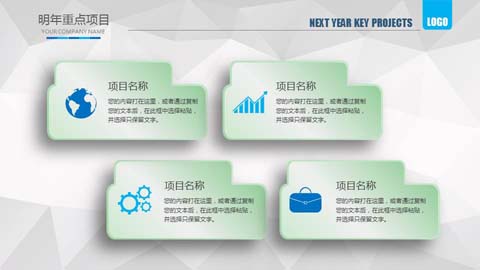 明年重点项目
YOUR COMPANY NAME
NEXT YEAR KEY PROJECTS
LOGO
项目名称
您的内容打在这里，或者通过复制
您的文本后，在此框中选择粘贴，
并选择只保留文字。
项目名称
您的内容打在这里，或者通过复制
您的文本后，在此框中选择粘贴，
并选择只保留文字。
项目名称
您的内容打在这里，或者通过复制
您的文本后，在此框中选择粘贴，
并选择只保留文字。
项目名称
您的内容打在这里，或者通过复制
您的文本后，在此框中选择粘贴，
并选择只保留文字。